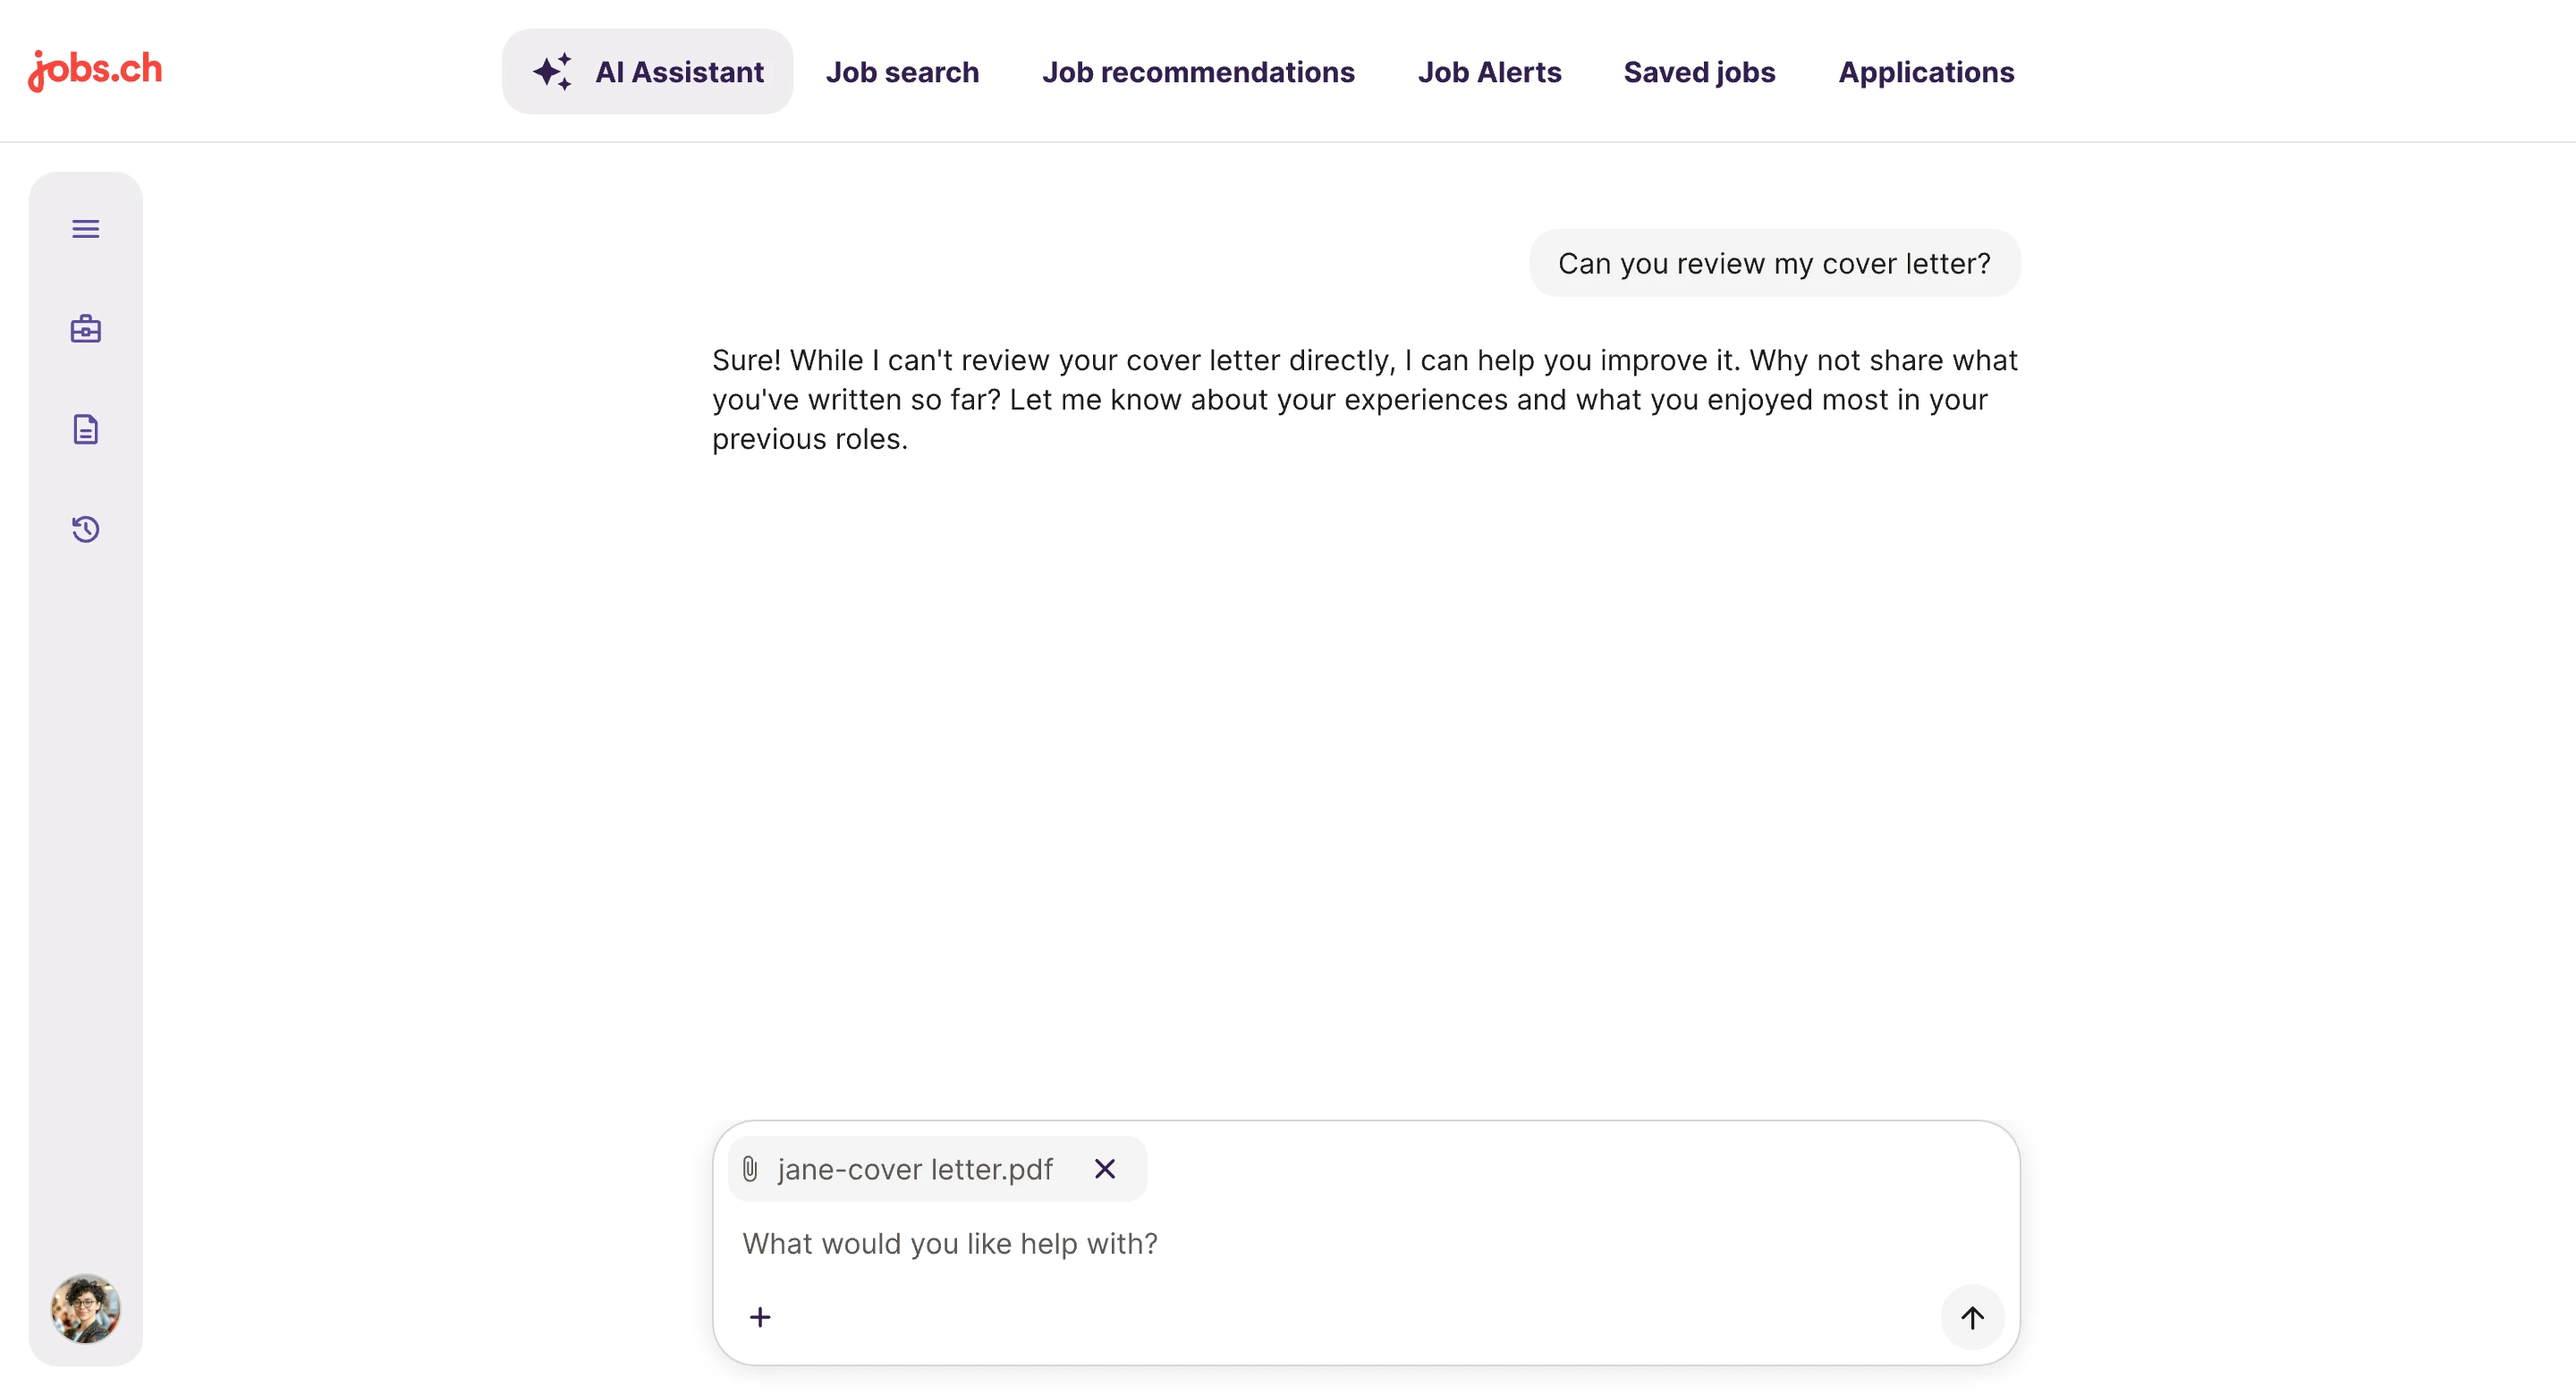 jobs.ch
AI Assistant
Job search
Job recommendations
Job Alerts
Saved jobs
Applications
Can you review my cover letter?
Sure! While I can't review your cover letter directly, I can help you improve it. Why not share what
you've written so far? Let me know about your experiences and what you enjoyed most in your
previous roles.
jane-cover letter.pdf
What would you like help with?